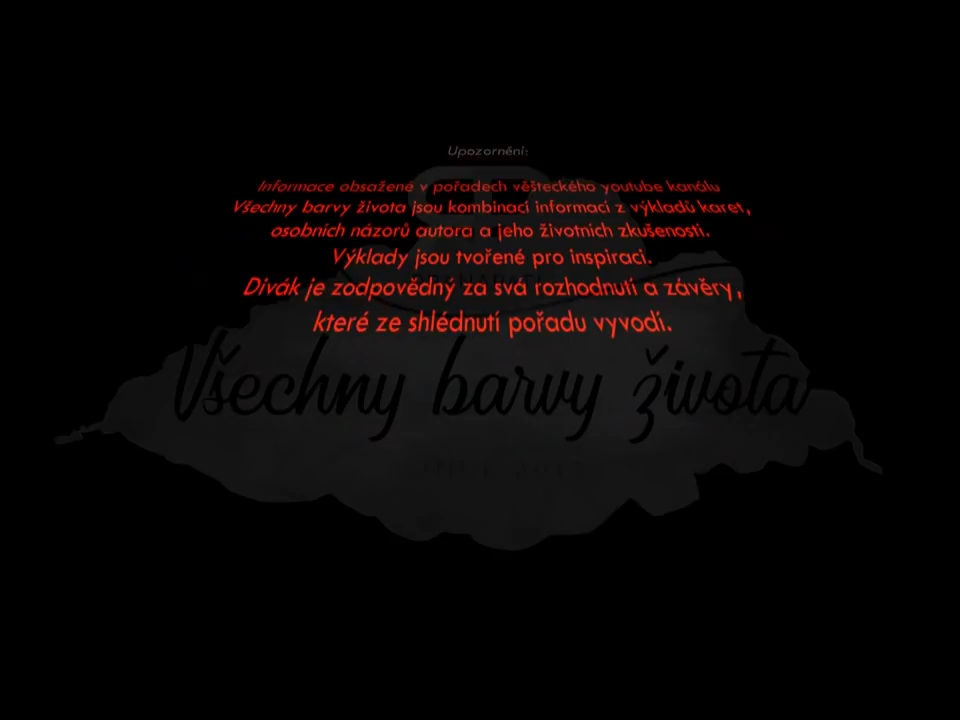 Upozornění:
Informace obsažené v pořadech věšteckého youtube kanálu
Všechny barvy života jsou kombinací informací z výkladů karet,
osobních názorů autora a jeho životních zkušeností.
Výklady jsou tvořené pro inspiraci.
Divák je zodpovědný za svá rozhodnutí a závěry,
které ze shlédnutí pořadu vyvodí.
Všechny barvy života